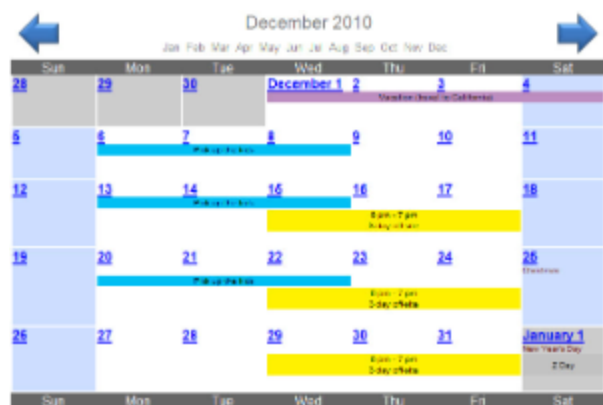 December 2010
Jan Feb Mar Apr May Jun Jul Aug Sep Oct Nov Dec
Sun Mon Tue Wed Thu Fri Sat
28 29 30 December 1 2 3 4
Vacation (travel to California)
5 6 7 8 9 10 11
Pick up the kids
12 13 14 15 16 17 18
Pick up the kids
6 pm - 7 pm
3-day offsite
19 20 21 22 23 24 25
Christmas
Pick up the kids
6 pm - 7 pm
3-day offsite
26 27 28 29 30 31 January 1
New Year's Day
6 pm - 7 pm
3-day offsite
Z Day
Sun Mon Tue Wed Thu Fri Sat